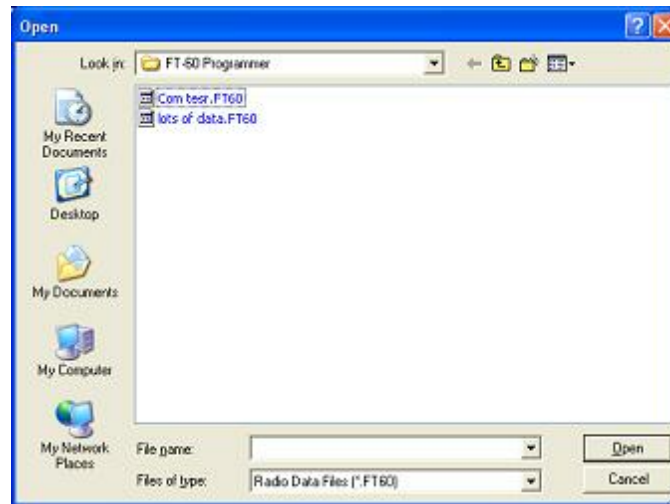 Open
Look in: FT-60 Programmer
Com tesr.FT60
lots of data.FT60
My Recent
Documents
Desktop
My Documents
My Computer
My Network
Places
File name:
Open
Files of type: Radio Data Files (*.FT60)
Cancel